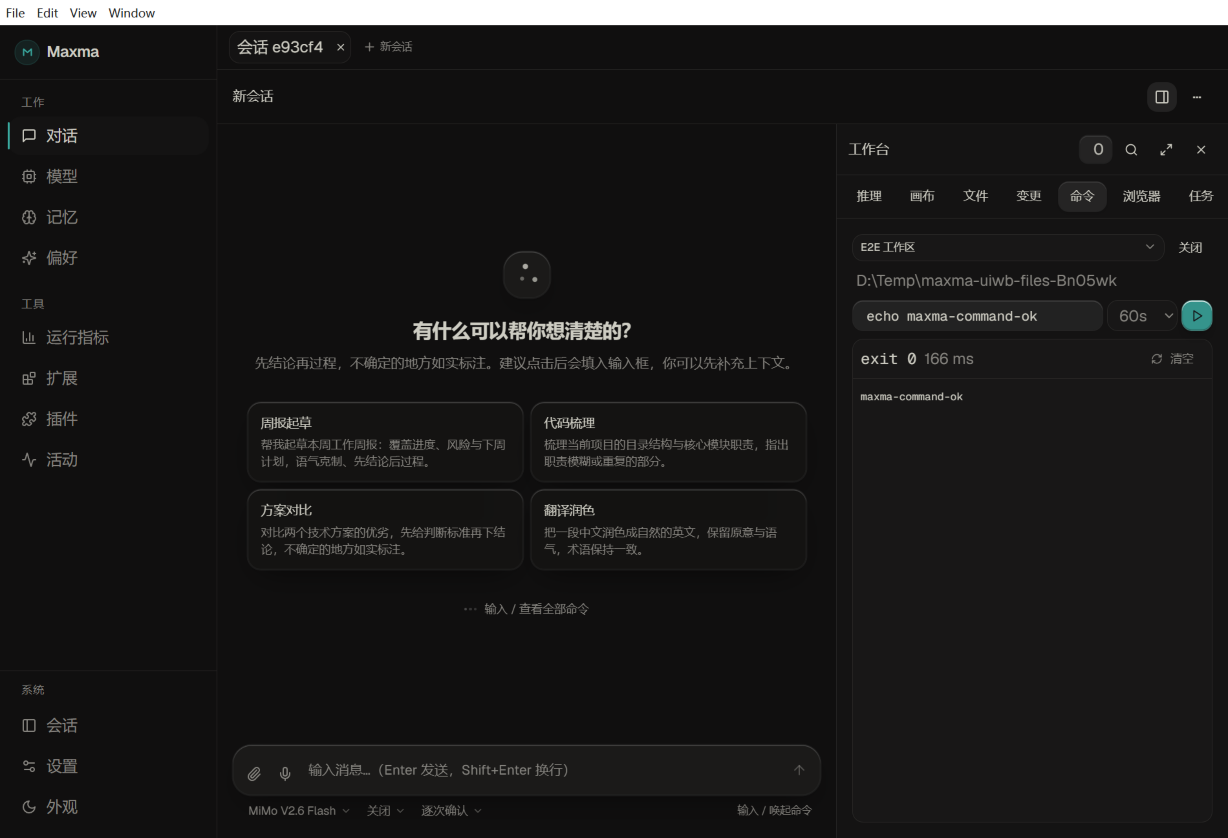 File Edit View Window
Maxma
会话 e93cf4 × + 新会话
工作
对话
模型
记忆
偏好
工具
运行指标
扩展
插件
活动
系统
会话
设置
外观
新会话
有什么可以帮你想清楚的?
先结论再过程，不确定的地方如实标注。建议点击后会填入输入框，你可以先补充上下文。
周报起草
帮我起草本周工作周报：覆盖进度、风险与下周
计划，语气克制、先结论后过程。
代码梳理
梳理当前项目的目录结构与核心模块职责，指出
职责模糊或重复的部分。
方案对比
对比两个技术方案的优劣，先给判断标准再下结
论，不确定的地方如实标注。
翻译润色
把一段中文润色成自然的英文，保留原意与语
气，术语保持一致。
··· 输入 / 查看全部命令
输入消息…（Enter 发送，Shift+Enter 换行）
MiMo V2.6 Flash 关闭 逐次确认 输入 / 唤起命令
工作台 0
推理 画布 文件 变更 命令 浏览器 任务
E2E 工作区 关闭
D:\Temp\maxma-uiwb-files-Bn05wk
echo maxma-command-ok 60s
exit 0 166 ms 清空
maxma-command-ok